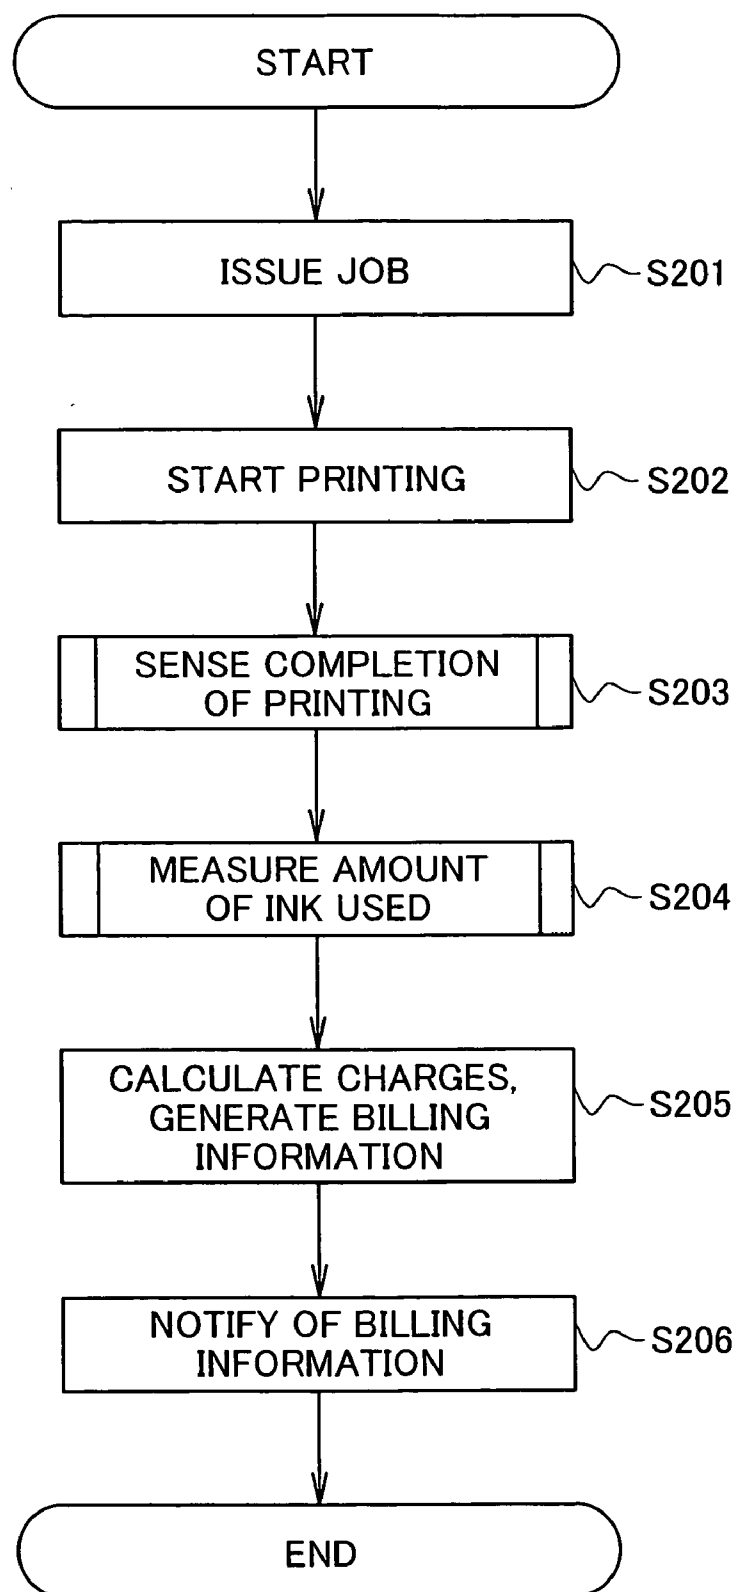 START
ISSUE JOB
S201
START PRINTING
S202
SENSE COMPLETION
OF PRINTING
S203
MEASURE AMOUNT
OF INK USED
S204
CALCULATE CHARGES,
GENERATE BILLING
INFORMATION
S205
NOTIFY OF BILLING
INFORMATION
S206
END